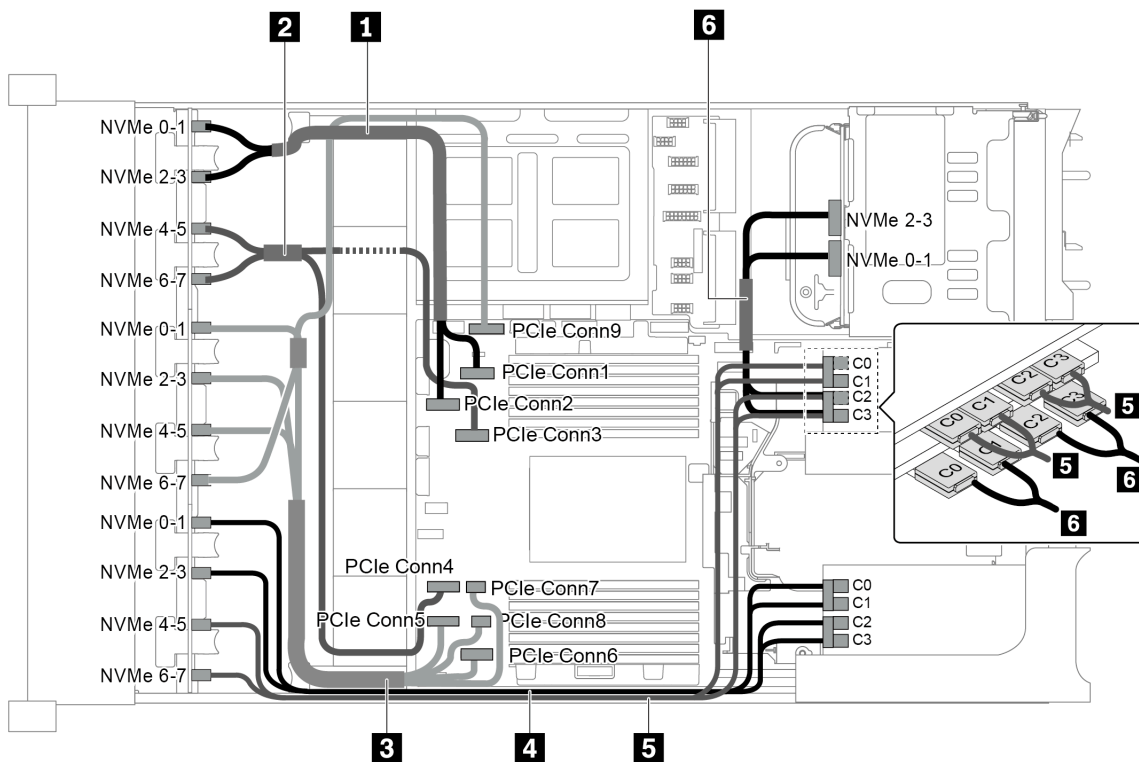 2
1
6
NVMe 0-1
NVMe 2-3
NVMe 4-5
NVMe 6-7
NVMe 0-1
NVMe 2-3
NVMe 4-5
NVMe 6-7
NVMe 0-1
NVMe 2-3
NVMe 4-5
NVMe 6-7
PCIe Conn9
PCIe Conn1
PCIe Conn2
PCIe Conn3
PCIe Conn4
PCIe Conn7
PCIe Conn5
PCIe Conn8
PCIe Conn6
NVMe 2-3
NVMe 0-1
6
C0
C1
C2
C3
C0
C1
C2
C3
C0
C1
C2
C3
C0
C1
C2
C3
5
5
6
6
3
4
5